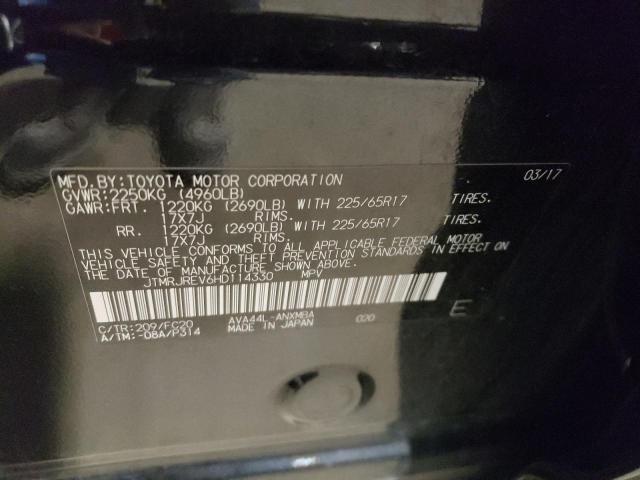 MFD.BY:TOYOTA MOTOR CORPORATION 03/17
GVWR:2250KG (4960LB)
GAWR:FRT. 1220KG (2690LB) WITH 225/65R17 TIRES.
17X7J RIMS.
RR. 1220KG (2690LB) WITH 225/65R17 TIRES.
17X7J RIMS.
THIS VEHICLE CONFORMS TO ALL APPLICABLE FEDERAL MOTOR
VEHICLE SAFETY AND THEFT PREVENTION STANDARDS IN EFFECT ON
THE DATE OF MANUFACTURE SHOWN ABOVE.
JTMRJREV6HD114330 MPV
C/TR:209/FC20 AVA44L-ANXMBA 020 E
A/TM:-08A/P314 MADE IN JAPAN